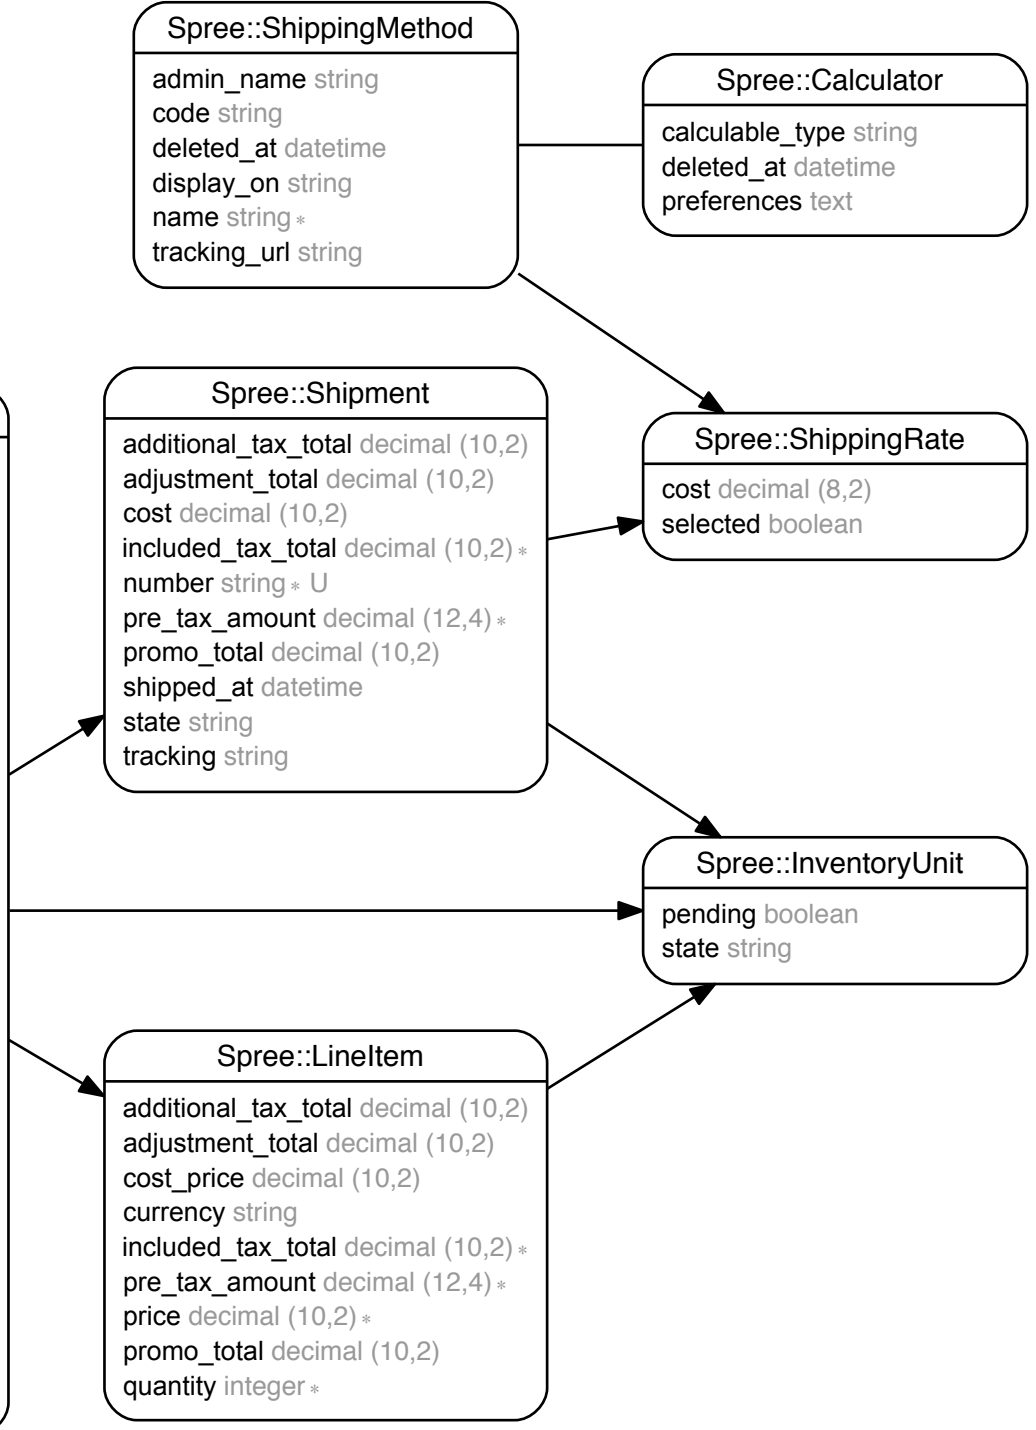 Spree::ShippingMethod
admin_name string
code string
deleted_at datetime
display_on string
name string *
tracking_url string
Spree::Calculator
calculable_type string
deleted_at datetime
preferences text
Spree::Shipment
additional_tax_total decimal (10,2)
adjustment_total decimal (10,2)
cost decimal (10,2)
included_tax_total decimal (10,2) *
number string * U
pre_tax_amount decimal (12,4) *
promo_total decimal (10,2)
shipped_at datetime
state string
tracking string
Spree::ShippingRate
cost decimal (8,2)
selected boolean
Spree::InventoryUnit
pending boolean
state string
Spree::LineItem
additional_tax_total decimal (10,2)
adjustment_total decimal (10,2)
cost_price decimal (10,2)
currency string
included_tax_total decimal (10,2) *
pre_tax_amount decimal (12,4) *
price decimal (10,2) *
promo_total decimal (10,2)
quantity integer *